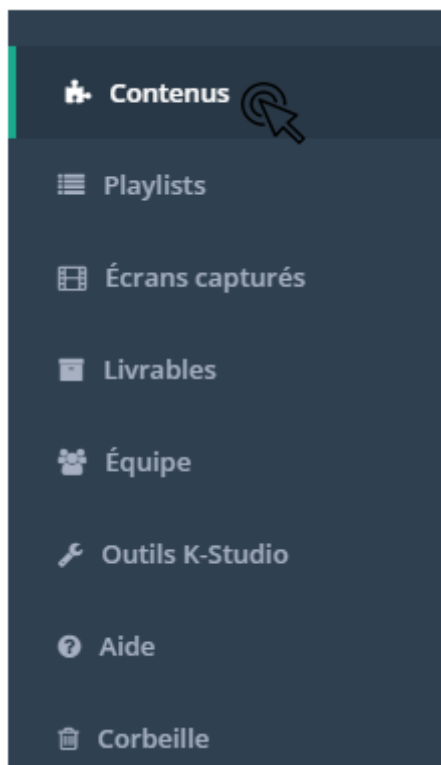 Contenus
Playlists
Écrans capturés
Livrables
Équipe
Outils K-Studio
Aide
Corbeille